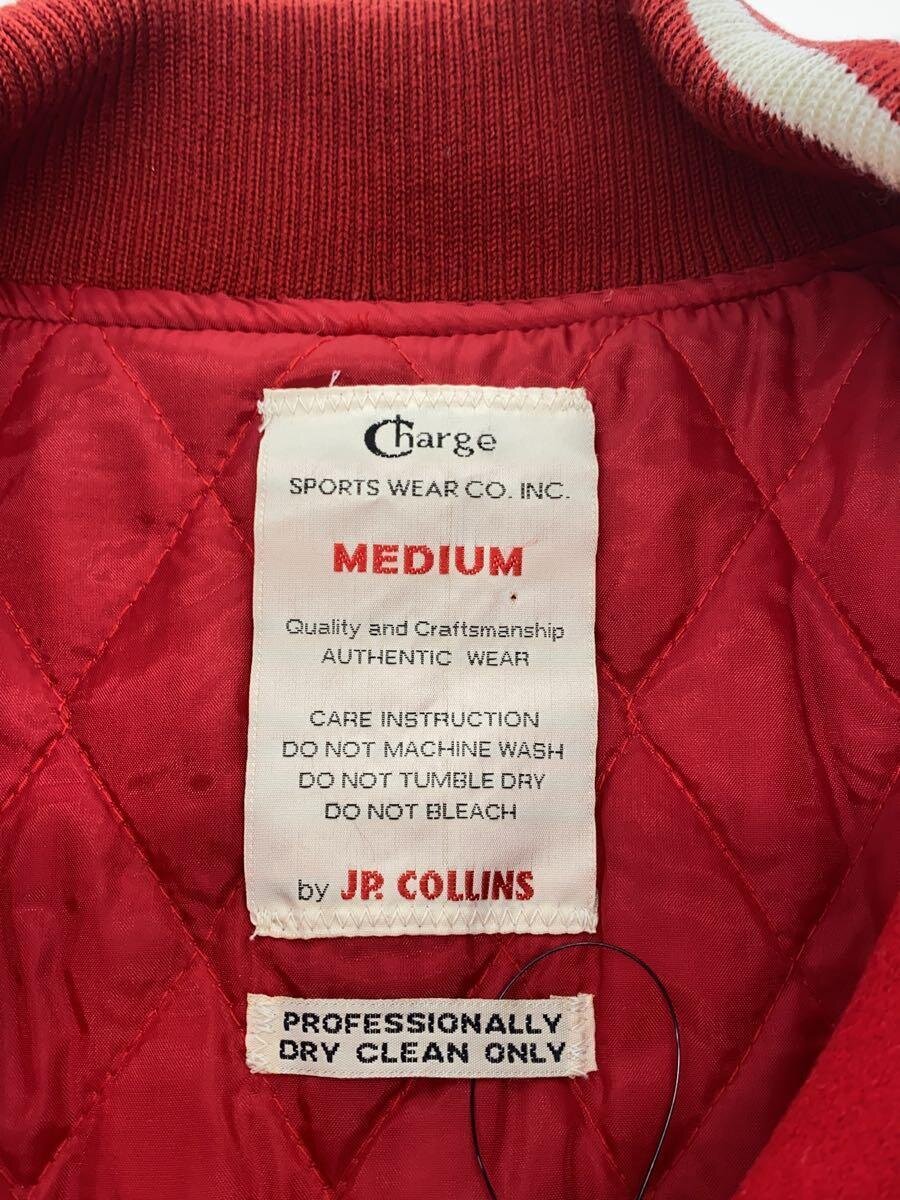 Charge
SPORTS WEAR CO. INC.
MEDIUM
Quality and Craftsmanship
AUTHENTIC WEAR
CARE INSTRUCTION
DO NOT MACHINE WASH
DO NOT TUMBLE DRY
DO NOT BLEACH
by J.P. COLLINS
PROFESSIONALLY
DRY CLEAN ONLY